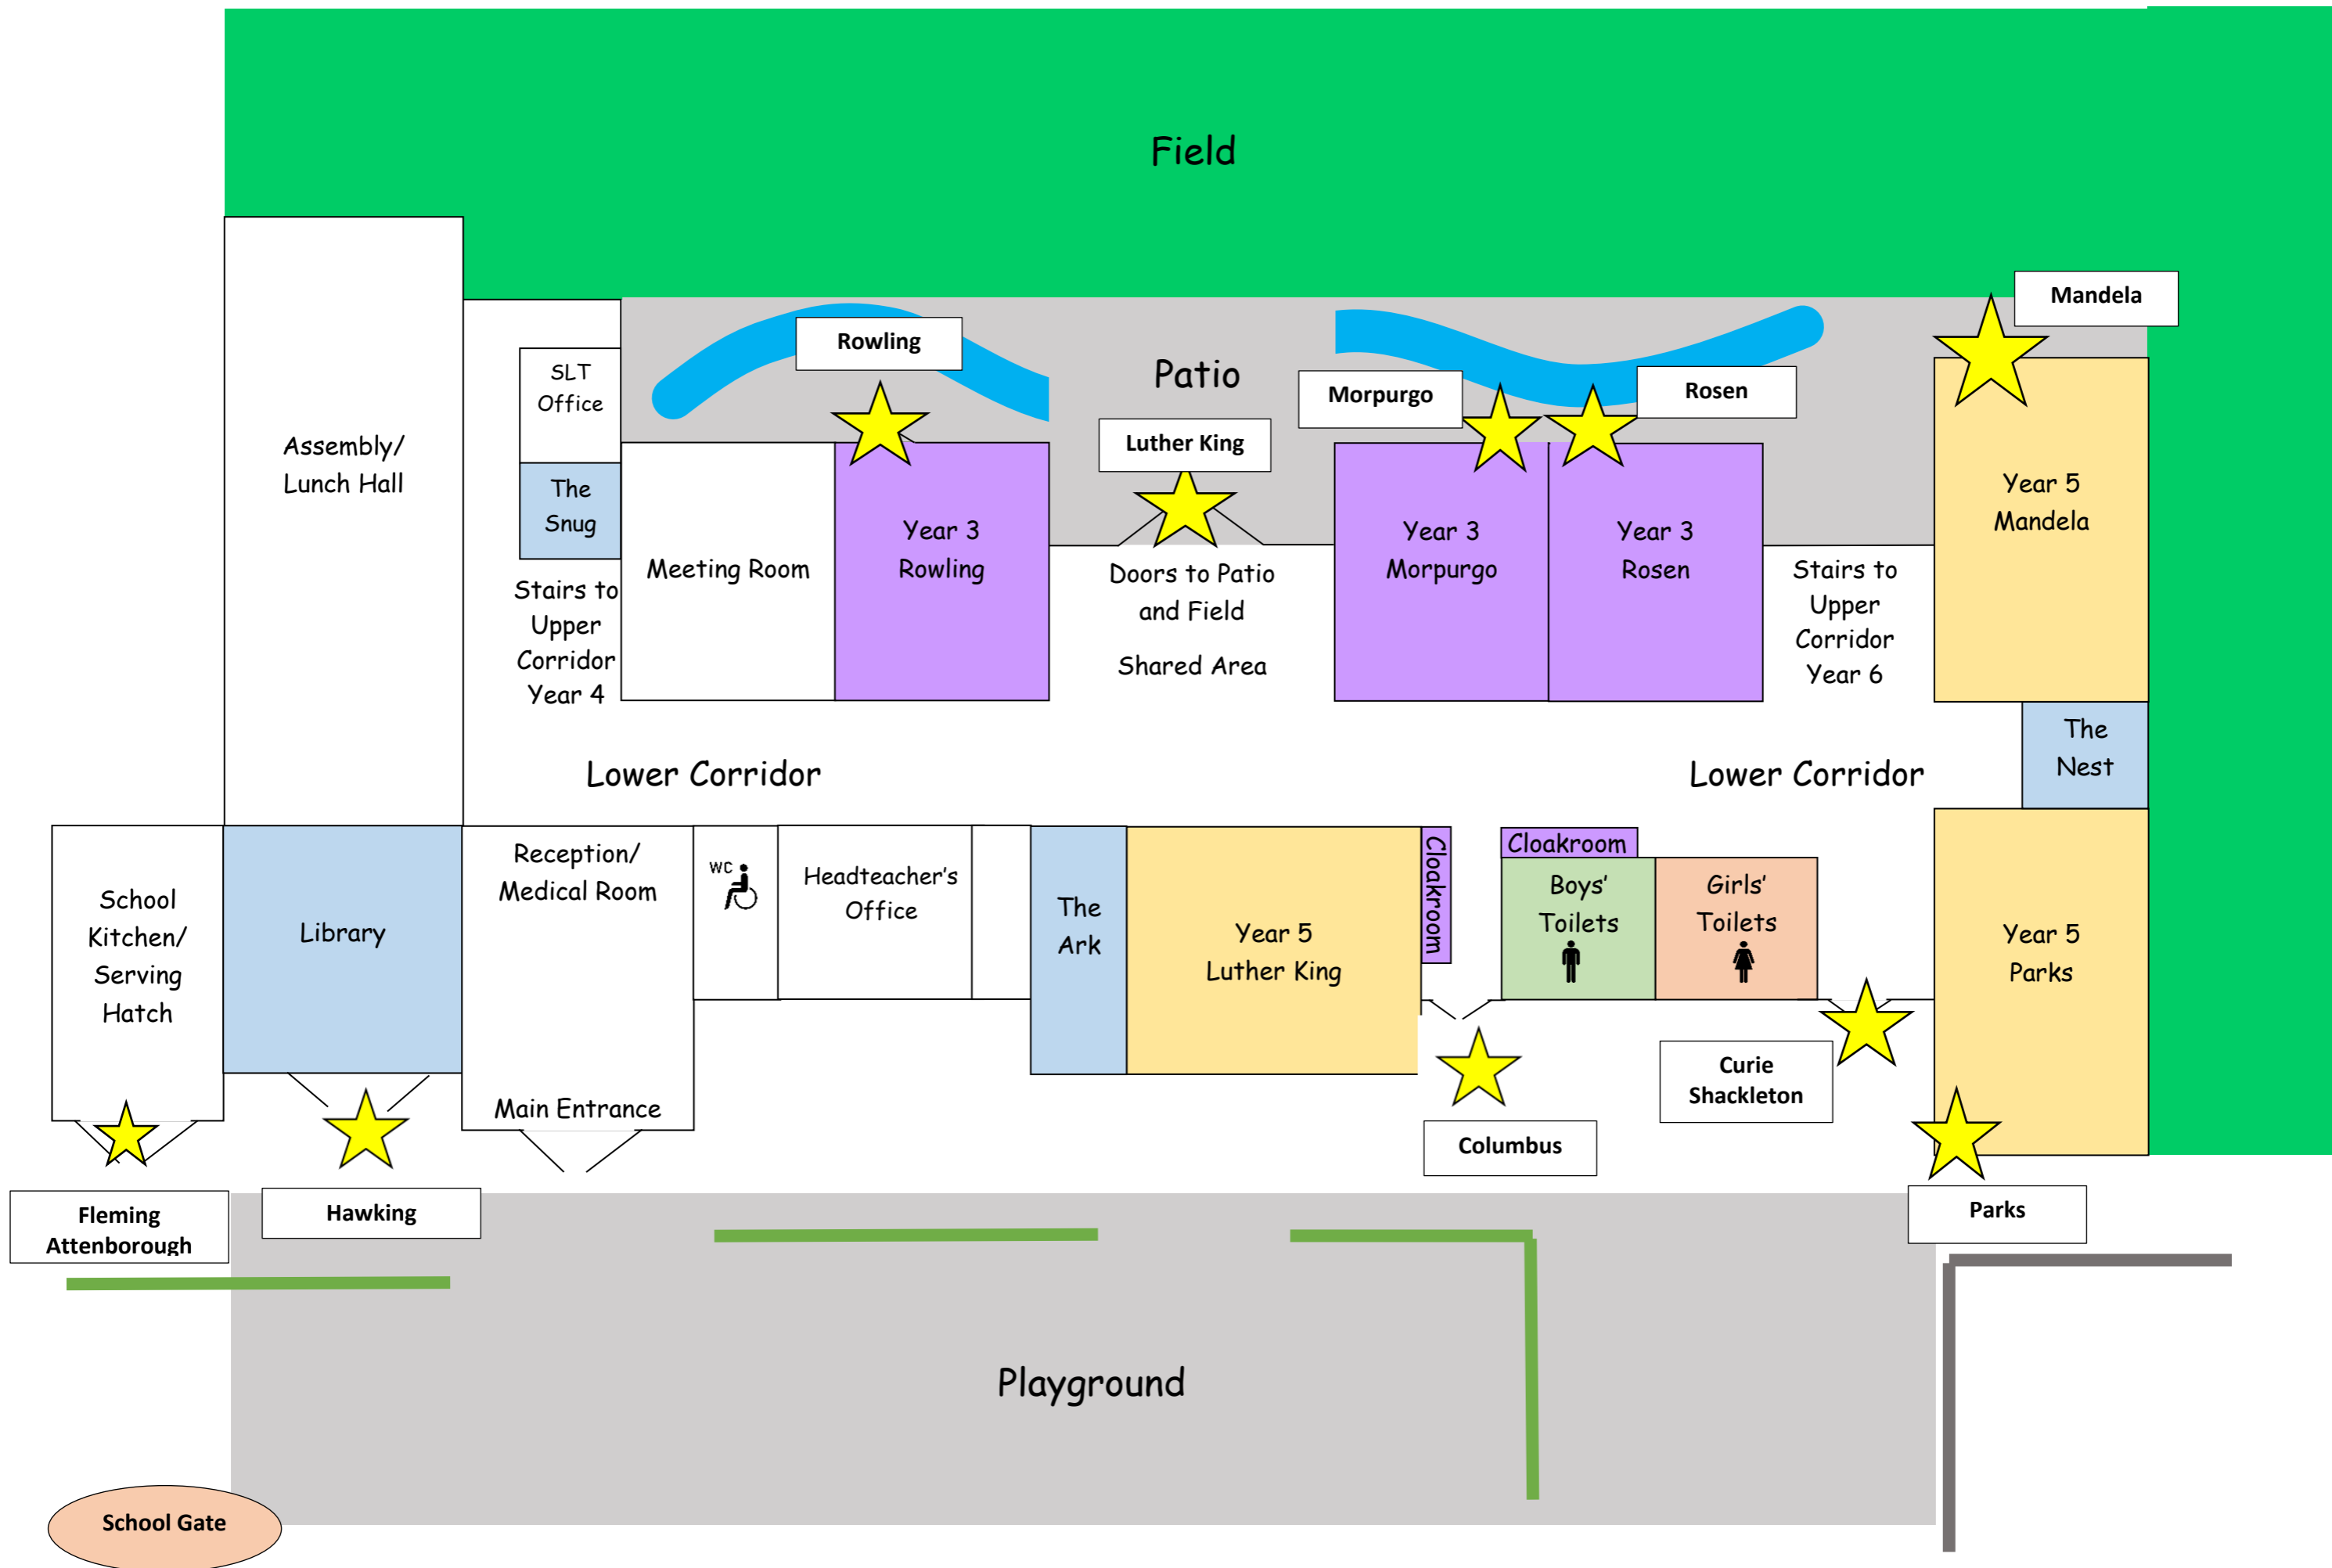 Field
Mandela
Rowling
Patio
SLT
Office
Morpurgo
Rosen
Luther King
Assembly/
Lunch Hall
The
Snug
Year 5
Mandela
Year 3
Rowling
Year 3
Morpurgo
Year 3
Rosen
Meeting Room
Doors to Patio
and Field
Shared Area
Stairs to
Upper
Corridor
Year 4
Stairs to
Upper
Corridor
Year 6
The
Nest
Lower Corridor
Lower Corridor
School
Kitchen/
Serving
Hatch
Library
Reception/
Medical Room
WC
Headteacher's
Office
The
Ark
Year 5
Luther King
Cloakroom
Cloakroom
Boys'
Toilets
Girls'
Toilets
Year 5
Parks
Main Entrance
Curie
Shackleton
Columbus
Fleming
Attenborough
Hawking
Parks
Playground
School Gate